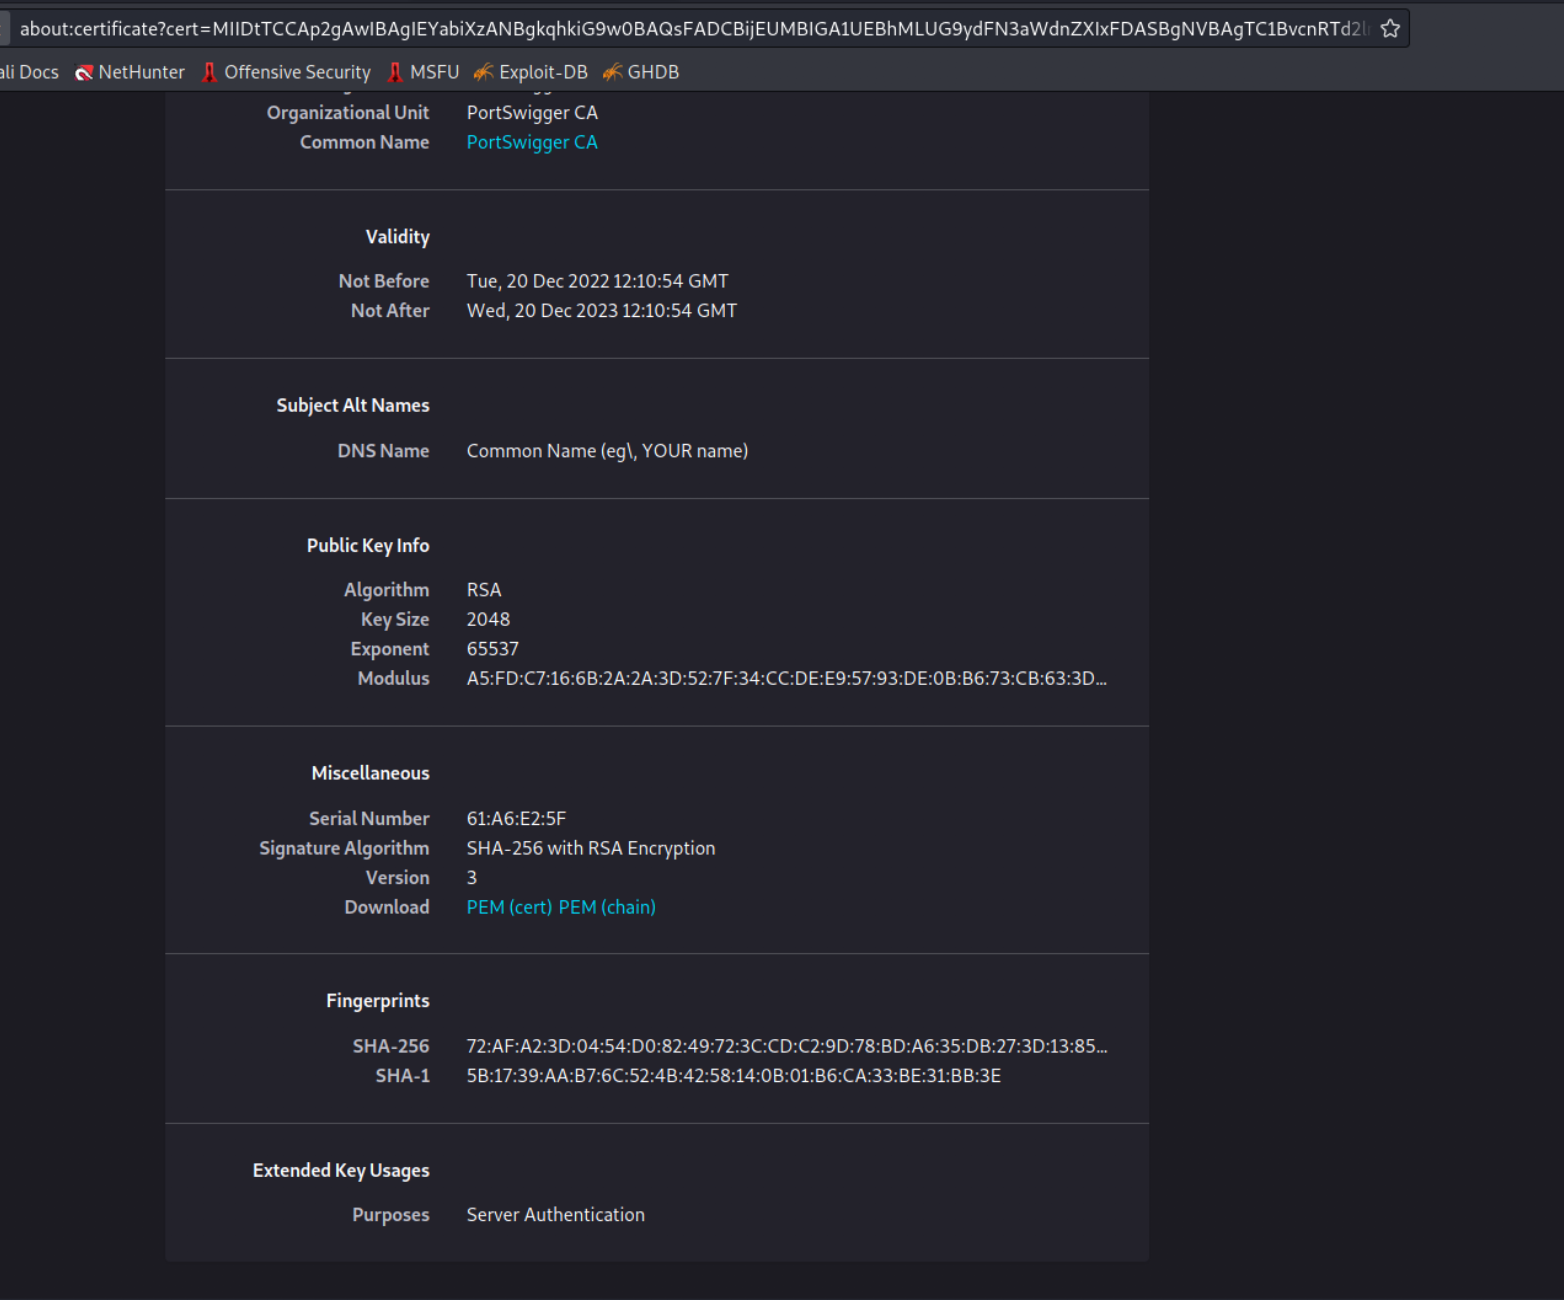 about:certificate?cert=MIIDtTCCAp2gAwIBAgIEYabiXzANBgkqhkiG9w0BAQsFADCBijEUMBIGA1UEBhMLUG9ydFN3aWdnZXIxFDASBgNVBAgTC1BvcnRTd2l
ali Docs NetHunter Offensive Security MSFU Exploit-DB GHDB
Organizational Unit PortSwigger CA
Common Name PortSwigger CA
Validity
Not Before Tue, 20 Dec 2022 12:10:54 GMT
Not After Wed, 20 Dec 2023 12:10:54 GMT
Subject Alt Names
DNS Name Common Name (eg\, YOUR name)
Public Key Info
Algorithm RSA
Key Size 2048
Exponent 65537
Modulus A5:FD:C7:16:6B:2A:2A:3D:52:7F:34:CC:DE:E9:57:93:DE:0B:B6:73:CB:63:3D...
Miscellaneous
Serial Number 61:A6:E2:5F
Signature Algorithm SHA-256 with RSA Encryption
Version 3
Download PEM (cert) PEM (chain)
Fingerprints
SHA-256 72:AF:A2:3D:04:54:D0:82:49:72:3C:CD:C2:9D:78:BD:A6:35:DB:27:3D:13:85...
SHA-1 5B:17:39:AA:B7:6C:52:4B:42:58:14:0B:01:B6:CA:33:BE:31:BB:3E
Extended Key Usages
Purposes Server Authentication